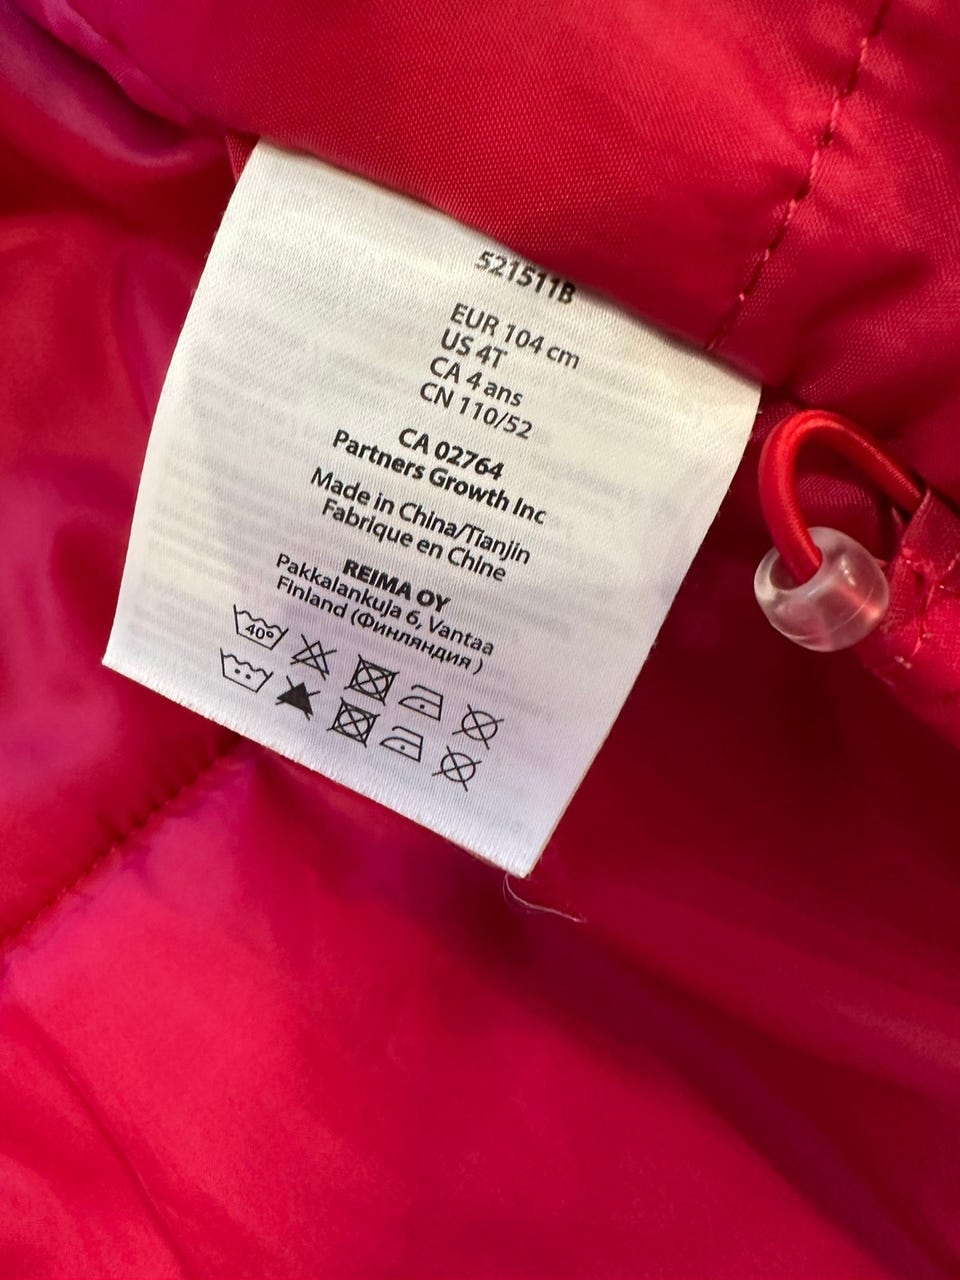 521511B
EUR 104 cm
US 4T
CA 4 ans
CN 110/52
CA 02764
Partners Growth Inc
Made in China/Tianjin
Fabrique en Chine
REIMA OY
Pakkalankuja 6, Vantaa
Finland (Финляндия )
40°